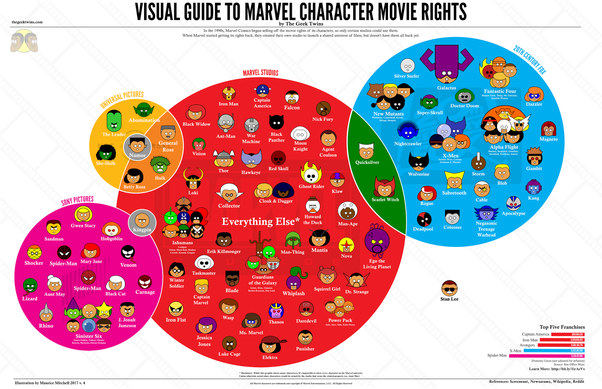 VISUAL GUIDE TO MARVEL CHARACTER MOVIE RIGHTS
thegeektwins.com
by The Geek Twins
In the 1990s, Marvel Comics began selling off the movie rights of its characters, so only certain studios could use them.
When Marvel started getting its rights back, they created their own studio to launch a shared universe of films, but doesn't have them all back yet.
MARVEL STUDIOS
20TH CENTURY FOX
UNIVERSAL PICTURES
SONY PICTURES
Silver Surfer
Galactus
Fantastic Four
New Mutants
Doctor Doom
Super-Skrull
Dazzler
Nightcrawler
X-Men
Alpha Flight
Magneto
Wolverine
Storm
Gambit
Sabretooth
Blob
Rogue
Cable
Kang
Deadpool
Colossus
Negasonic
Teenage
Warhead
Apocalypse
Quicksilver
Scarlet Witch
Abomination
The Leader
General
Ross
Namor
She-Hulk
Hulk
Betty Ross
Iron Man
Captain
America
Falcon
Nick Fury
Black Widow
Ant-Man
War
Machine
Black
Panther
Moon
Knight
Agent
Coulson
Vision
Thor
Hawkeye
Red Skull
Ghost Rider
Klaw
Loki
Collector
Cloak & Dagger
Howard
the Duck
Man-Ape
Everything Else*
Inhumans
Erik Killmonger
Man-Thing
Mantis
Nova
Ego the
Living Planet
Taskmaster
Guardians
of the Galaxy
Winter
Soldier
Blade
Whiplash
Squirrel Girl
Dr. Strange
Captain
Marvel
Iron Fist
Wasp
Thanos
Daredevil
Power Pack
Ms. Marvel
Jessica
Jones
Luke Cage
Elektra
Punisher
Kingpin
Gwen Stacy
Sandman
Hobgoblin
Shocker
Spider-Man
Mary Jane
Venom
Lizard
Aunt May
Spider-Man
Black Cat
Carnage
Rhino
J. Jonah
Jameson
Sinister Six
Stan Lee
Top Five Franchises
Captain America
Iron Man
Avengers
X-Men
Spider-Man
Illustration by Maurice Mitchell 2017 v. 4
References: Screenrant, Newsarama, Wikipedia, Reddit